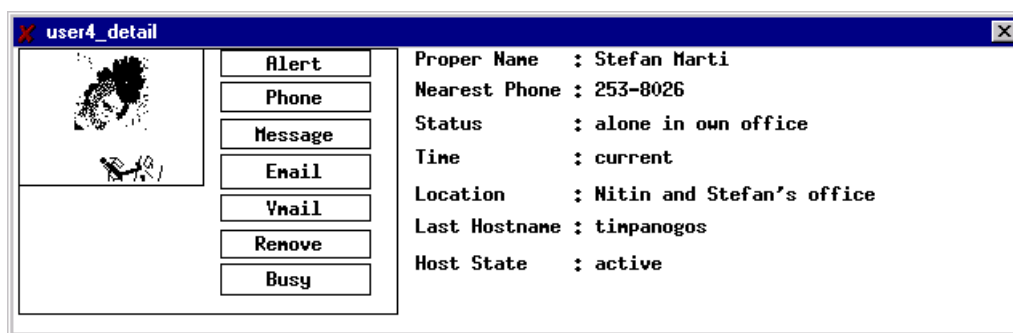 user4_detail
Alert
Phone
Message
Email
Vmail
Remove
Busy
Proper Name : Stefan Marti
Nearest Phone : 253-8026
Status : alone in own office
Time : current
Location : Nitin and Stefan's office
Last Hostname : timpanogos
Host State : active